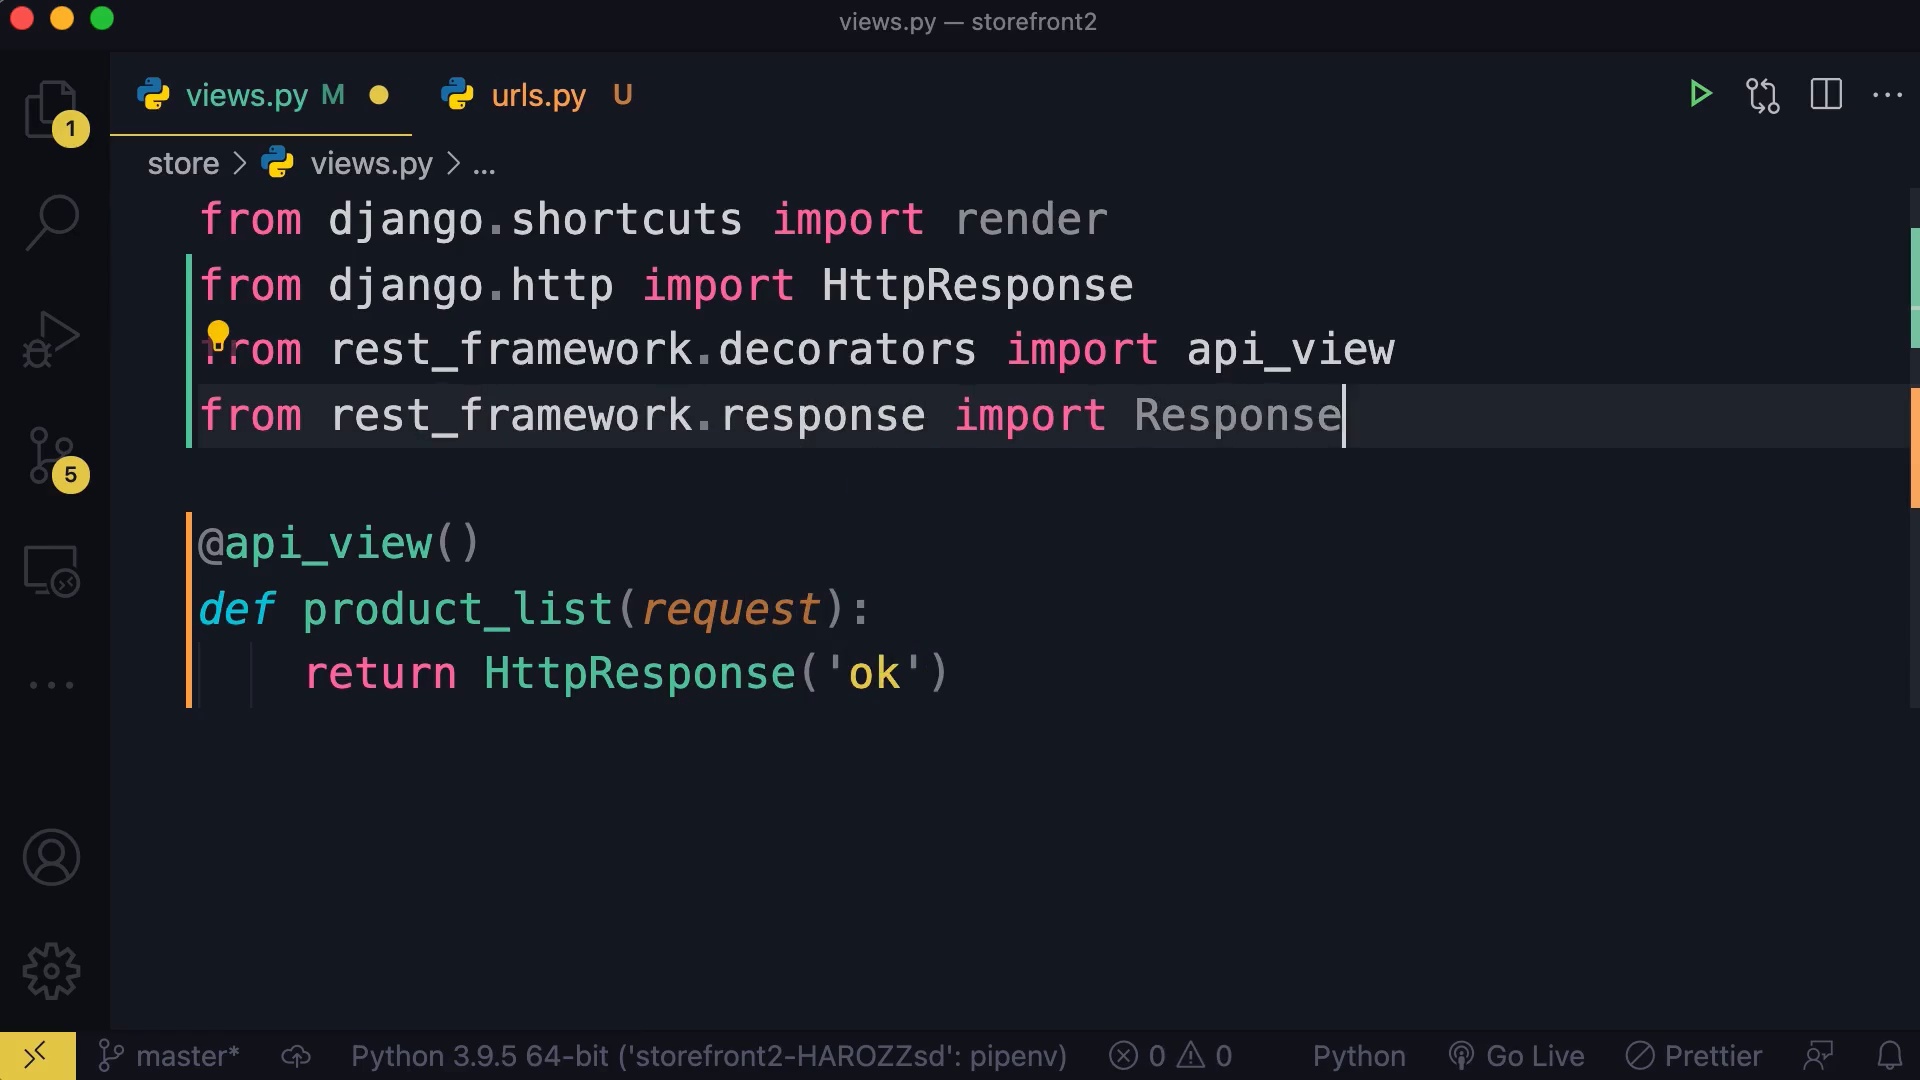 views.py — storefront2
views.py M urls.py U
1
store > views.py > ...
from django.shortcuts import render
from django.http import HttpResponse
from rest_framework.decorators import api_view
from rest_framework.response import Response
5
@api_view()
def product_list(request):
return HttpResponse('ok')
master* Python 3.9.5 64-bit ('storefront2-HAROZZsd': pipenv) 0 0 Python Go Live Prettier